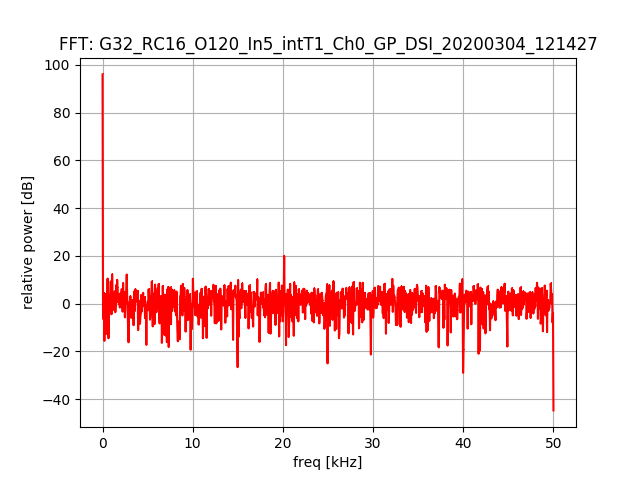 FFT: G32_RC16_O120_In5_intT1_Ch0_GP_DSI_20200304_121427
relative power [dB]
100
80
60
40
20
0
−20
−40
0 10 20 30 40 50
freq [kHz]